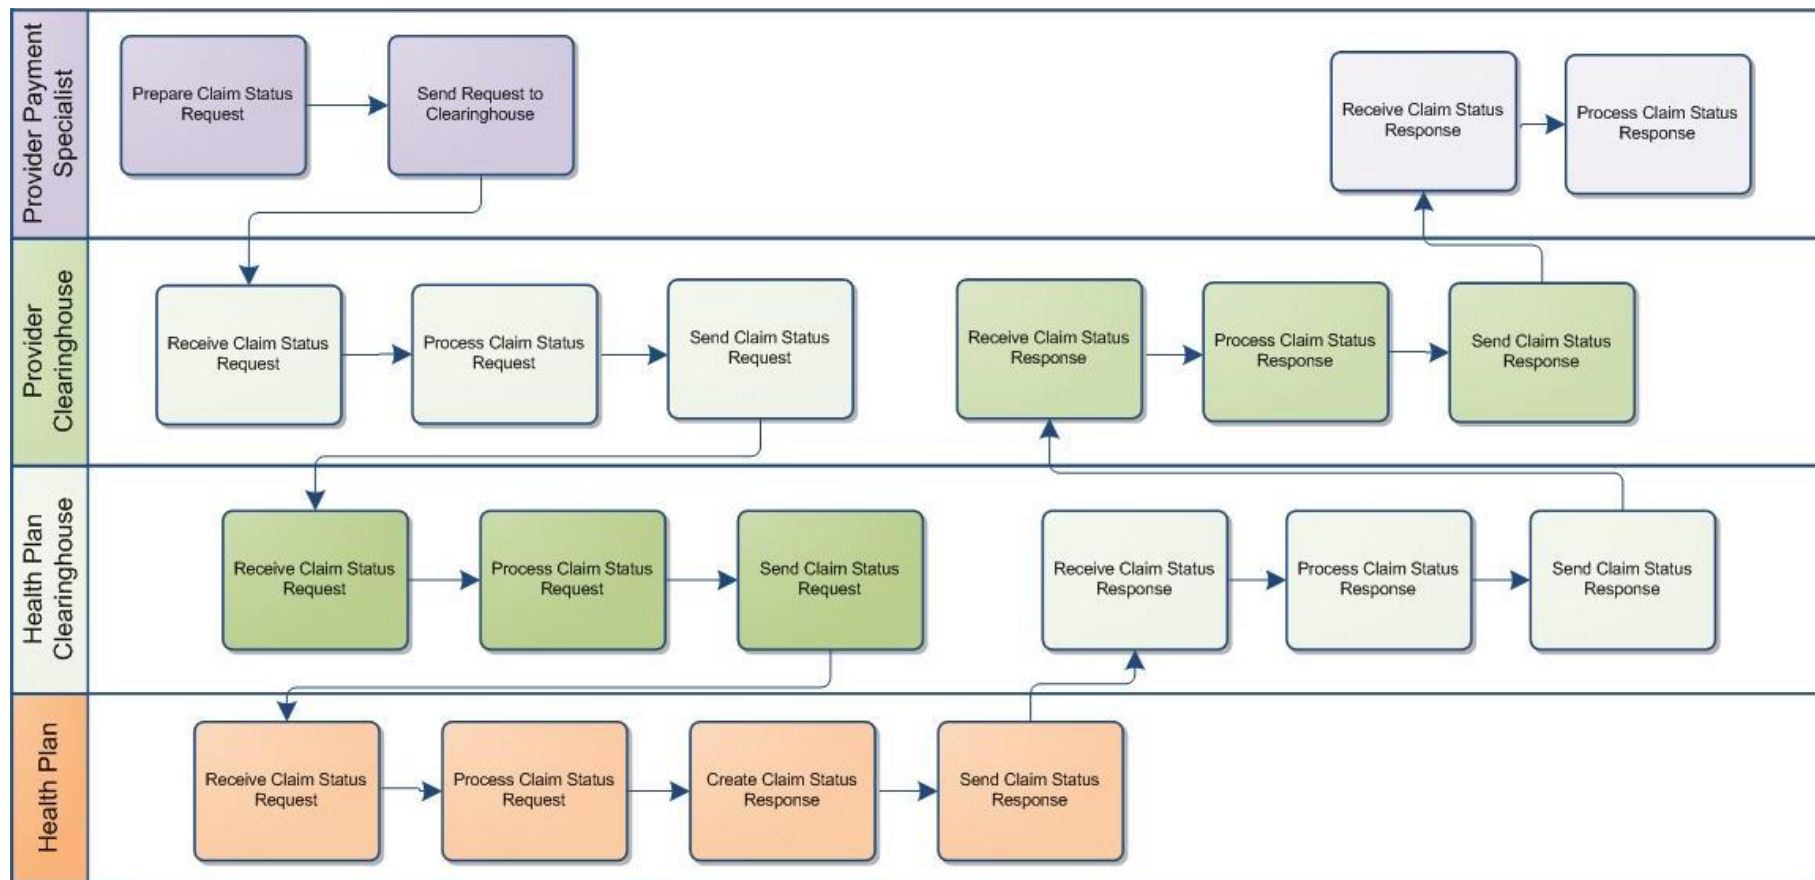 Provider Payment
Specialist
Prepare Claim Status
Request
Send Request to
Clearinghouse
Receive Claim Status
Response
Process Claim Status
Response
Provider
Clearinghouse
Receive Claim Status
Request
Process Claim Status
Request
Send Claim Status
Request
Receive Claim Status
Response
Process Claim Status
Response
Send Claim Status
Response
Health Plan
Clearinghouse
Receive Claim Status
Request
Process Claim Status
Request
Send Claim Status
Request
Receive Claim Status
Response
Process Claim Status
Response
Send Claim Status
Response
Health Plan
Receive Claim Status
Request
Process Claim Status
Request
Create Claim Status
Response
Send Claim Status
Response